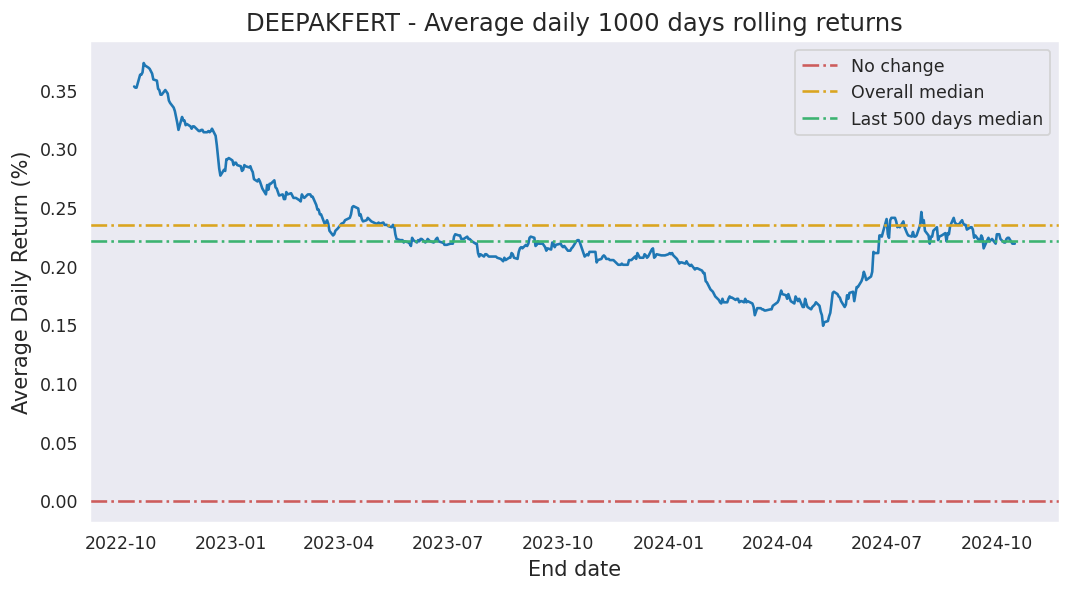 DEEPAKFERT - Average daily 1000 days rolling returns
No change
Overall median
Last 500 days median
Average Daily Return (%)
0.35
0.30
0.25
0.20
0.15
0.10
0.05
0.00
2022-10 2023-01 2023-04 2023-07 2023-10 2024-01 2024-04 2024-07 2024-10
End date